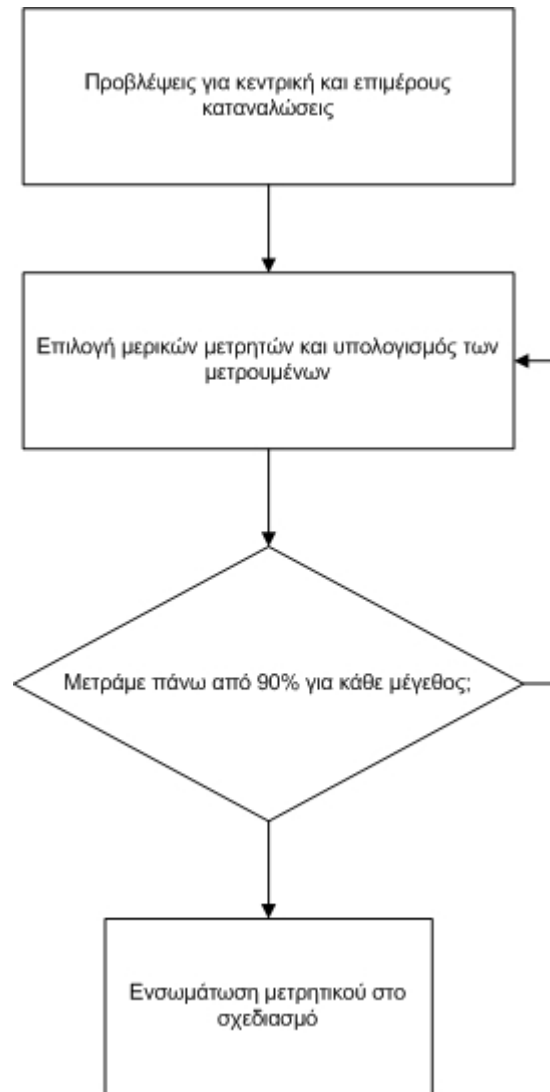 Προβλέψεις για κεντρική και επιμέρους
καταναλώσεις
Επιλογή μερικών μετρητών και υπολογισμός των
μετρουμένων
Μετράμε πάνω από 90% για κάθε μέγεθος;
Ενσωμάτωση μετρητικού στο
σχεδιασμό